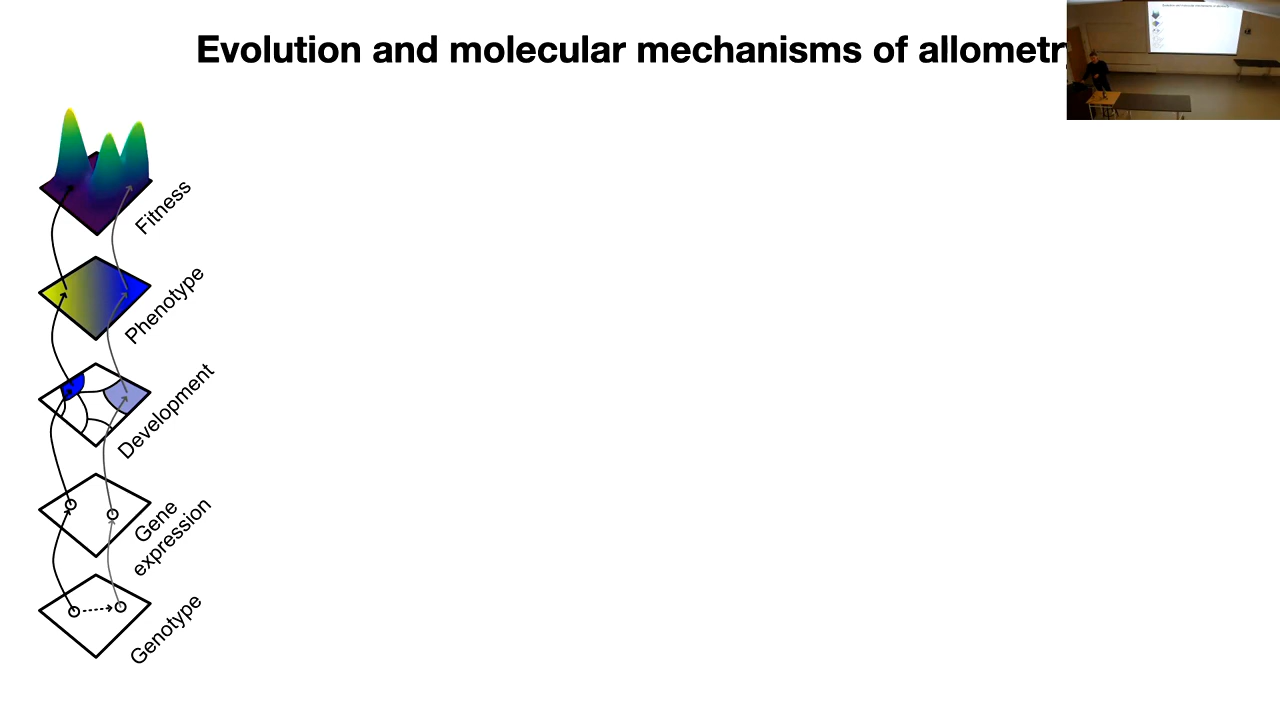 Evolution and molecular mechanisms of allometr
Fitness
Phenotype
Development
Gene
expression
Genotype